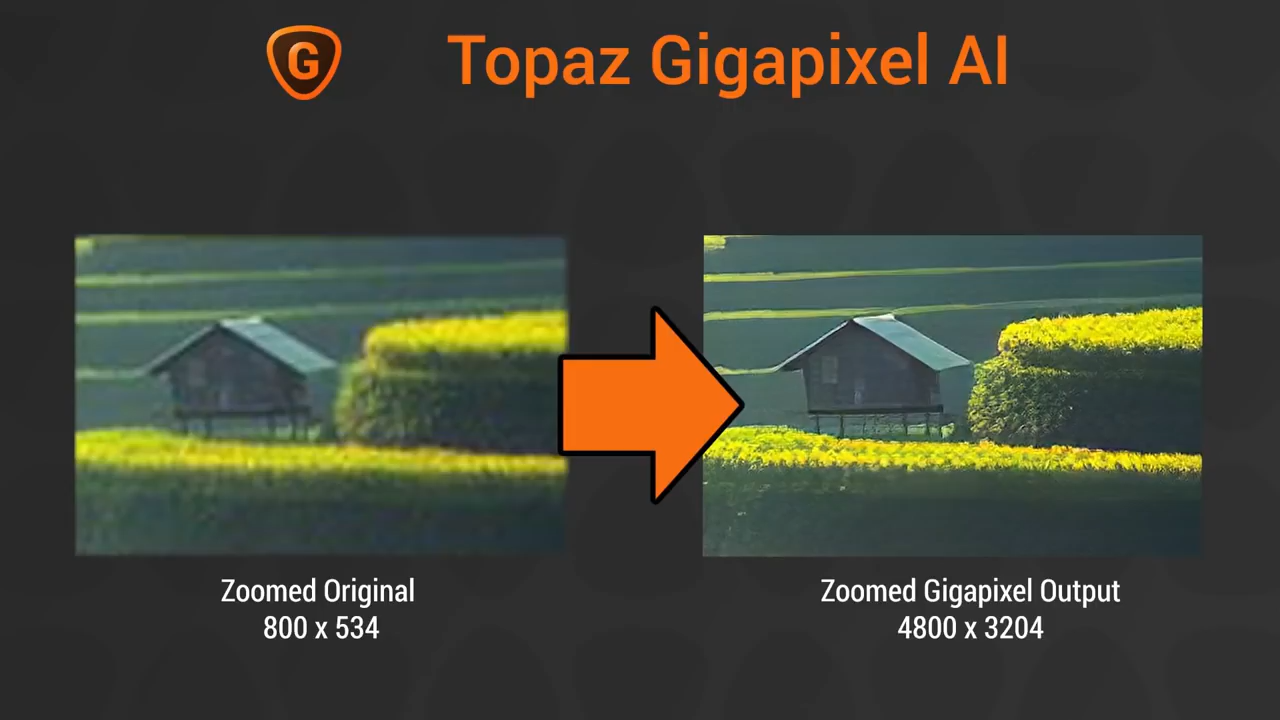 G
Topaz Gigapixel AI
Zoomed Original
800 x 534
Zoomed Gigapixel Output
4800 x 3204